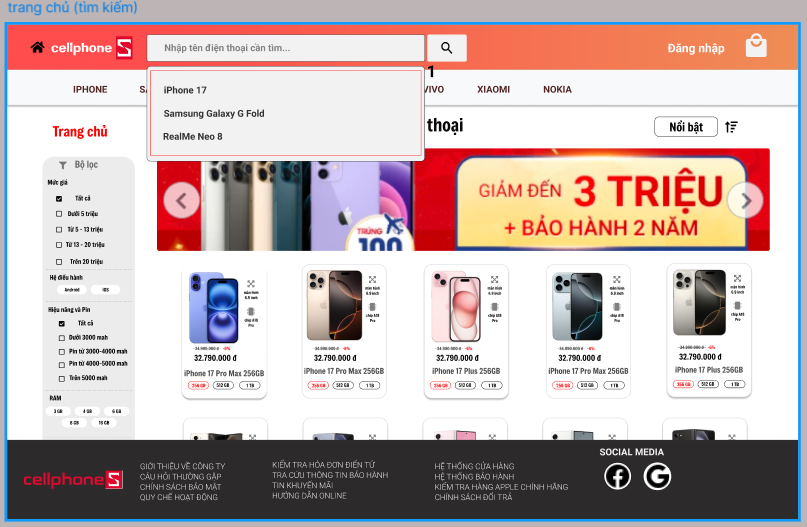 trang chủ (tìm kiếm)
cellphone S
Nhập tên điện thoại cần tìm...
Đăng nhập
1
IPHONE
VIVO
XIAOMI
NOKIA
iPhone 17
Samsung Galaxy G Fold
RealMe Neo 8
Trang chủ
thoại
Nổi bật
Bộ lọc
Mức giá
Tất cả
Dưới 5 triệu
Từ 5 - 13 triệu
Từ 13 - 20 triệu
Trên 20 triệu
Hệ điều hành
Android
IOS
Hiệu năng và Pin
Tất cả
Dưới 3000 mah
Pin từ 3000-4000 mah
Pin từ 4000-5000 mah
Trên 5000 mah
RAM
3 GB
4 GB
6 GB
8 GB
16 GB
TRÚNG
100
GIẢM ĐẾN 3 TRIỆU
+ BẢO HÀNH 2 NĂM
màn hình
6.9 inch
chip A18
Pro
34.990.000 đ -6%
32.790.000 đ
iPhone 17 Pro Max 256GB
256 GB
512 GB
1 TB
màn hình
6.9 inch
chip A18
Pro
34.990.000 đ -6%
32.790.000 đ
iPhone 17 Pro Max 256GB
256 GB
512 GB
1 TB
màn hình
6.9 inch
chip A18
Pro
34.990.000 đ -6%
32.790.000 đ
iPhone 17 Plus 256GB
256 GB
512 GB
1 TB
màn hình
6.9 inch
chip A18
Pro
34.990.000 đ -6%
32.790.000 đ
iPhone 17 Pro Max 256GB
256 GB
512 GB
1 TB
màn hình
6.9 inch
chip A18
Pro
34.990.000 đ -6%
32.790.000 đ
iPhone 17 Plus 256GB
256 GB
512 GB
1 TB
cellphone S
GIỚI THIỆU VỀ CÔNG TY
CÂU HỎI THƯỜNG GẶP
CHÍNH SÁCH BẢO MẬT
QUY CHẾ HOẠT ĐỘNG
KIỂM TRA HÓA ĐƠN ĐIỆN TỬ
TRA CỨU THÔNG TIN BẢO HÀNH
TIN KHUYẾN MÃI
HƯỚNG DẪN ONLINE
HỆ THỐNG CỬA HÀNG
HỆ THỐNG BẢO HÀNH
KIỂM TRA HÀNG APPLE CHÍNH HÃNG
CHÍNH SÁCH ĐỔI TRẢ
SOCIAL MEDIA